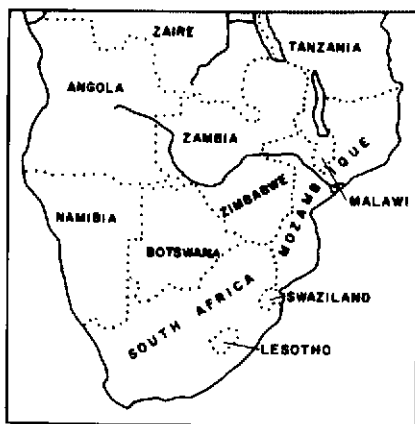 ZAIRE
TANZANIA
ANGOLA
ZAMBIA
MALAWI
MOZAMBIQUE
ZIMBABWE
NAMIBIA
BOTSWANA
SWAZILAND
SOUTH AFRICA
LESOTHO